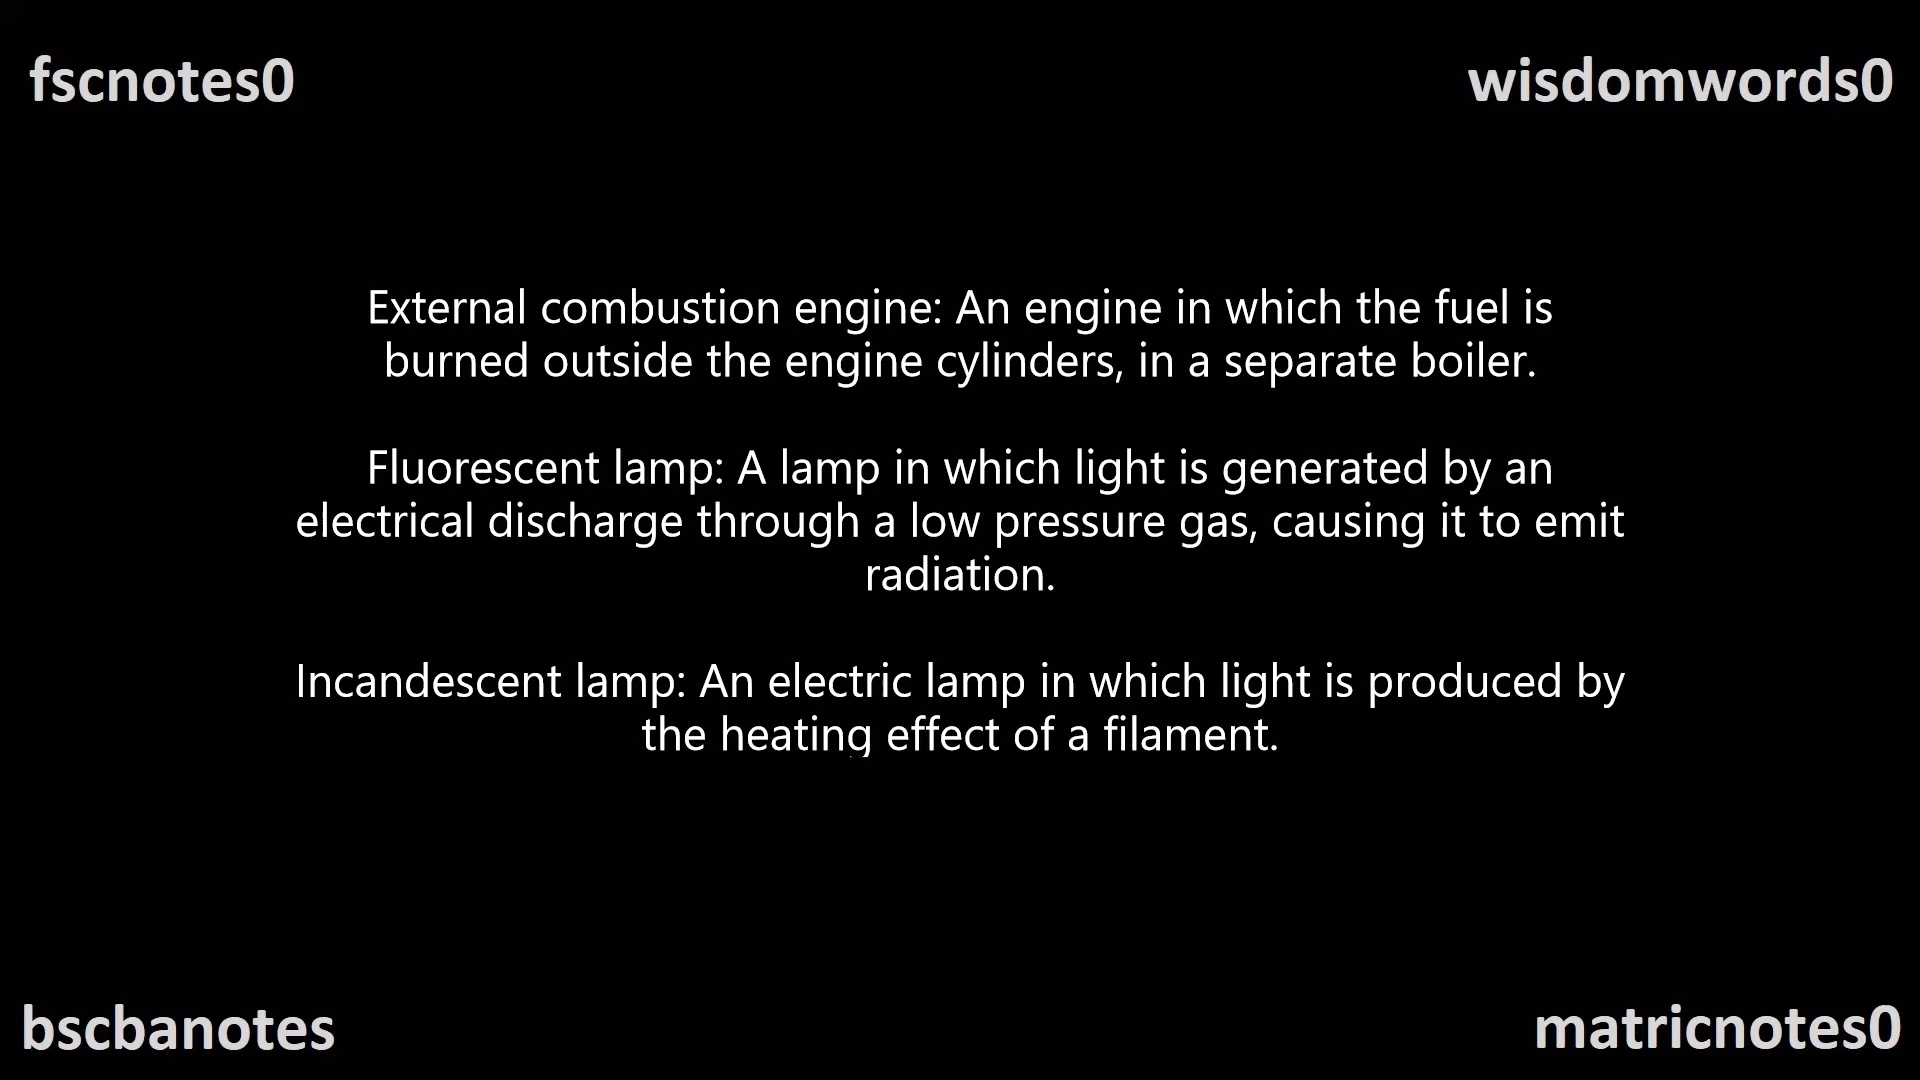 fscnotes0
wisdomwords0
External combustion engine: An engine in which the fuel is
burned outside the engine cylinders, in a separate boiler.
Fluorescent lamp: A lamp in which light is generated by an
electrical discharge through a low pressure gas, causing it to emit
radiation.
Incandescent lamp: An electric lamp in which light is produced by
the heating effect of a filament.
bscbanotes
matricnotes0